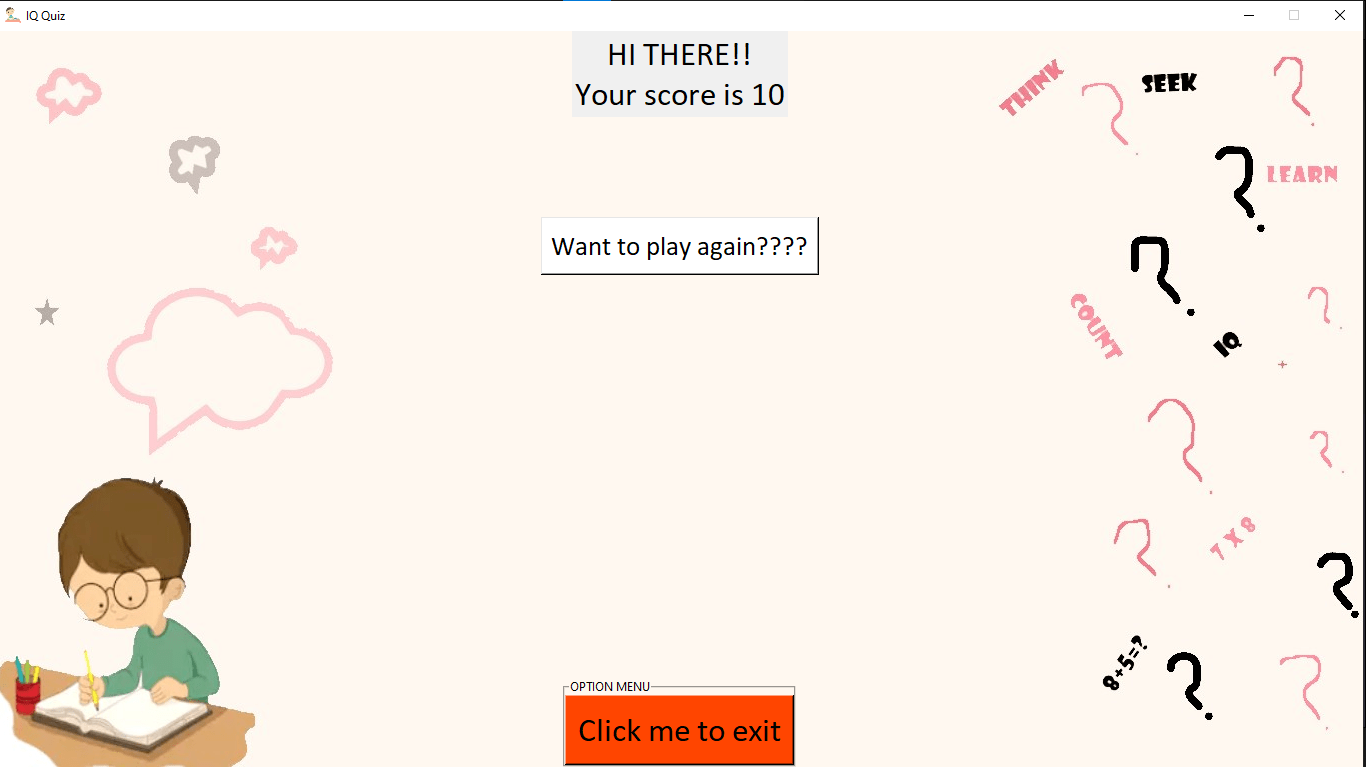 IQ Quiz
HI THERE!!
Your score is 10
THINK
SEEK
LEARN
Want to play again????
COUNT
IQ
7 X 8
8+5=?
OPTION MENU
Click me to exit